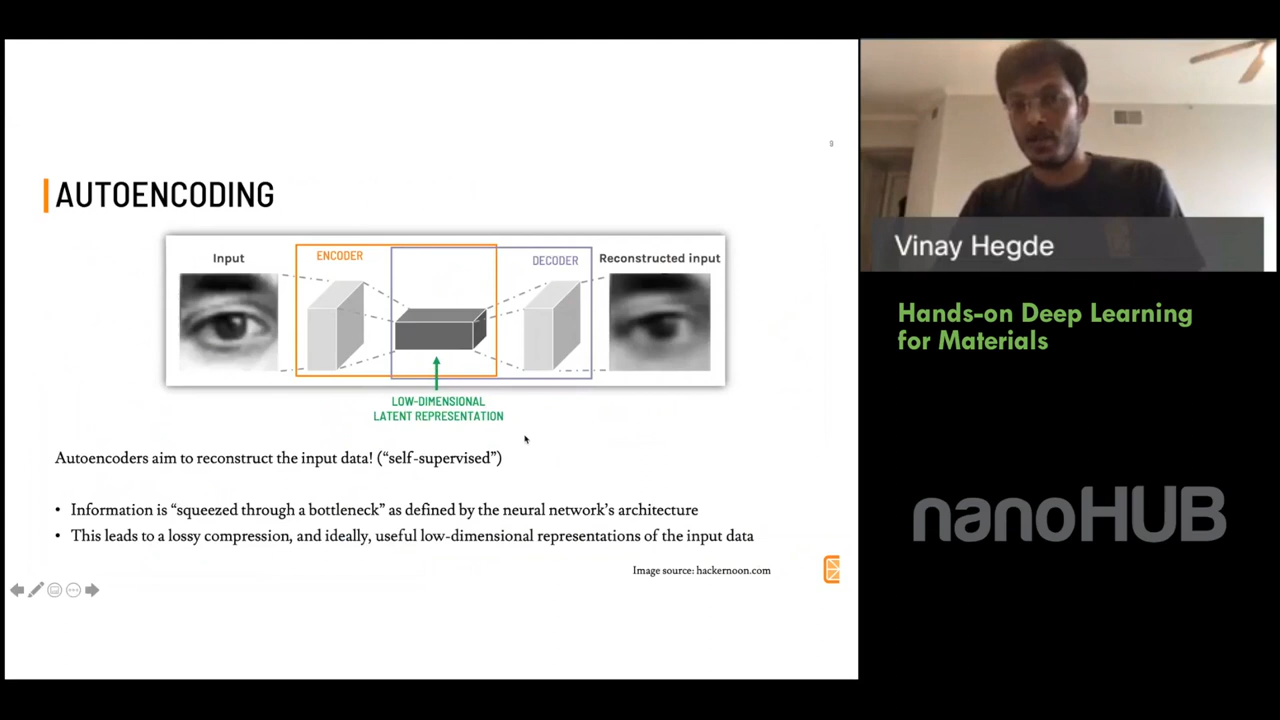 9
AUTOENCODING
Input
ENCODER
DECODER
Reconstructed input
LOW-DIMENSIONAL
LATENT REPRESENTATION
Autoencoders aim to reconstruct the input data! (“self-supervised”)
• Information is “squeezed through a bottleneck” as defined by the neural network’s architecture
• This leads to a lossy compression, and ideally, useful low-dimensional representations of the input data
Image source: hackernoon.com
Vinay Hegde
Hands-on Deep Learning
for Materials
nanoHUB